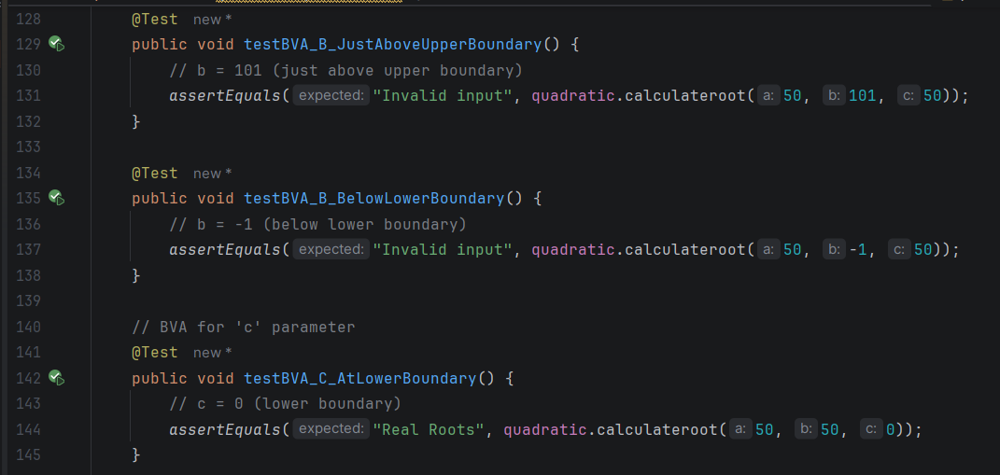 128 @Test new *
129 public void testBVA_B_JustAboveUpperBoundary() {
130 // b = 101 (just above upper boundary)
131 assertEquals( expected: "Invalid input", quadratic.calculateroot( a: 50, b: 101, c: 50));
132 }
133
134 @Test new *
135 public void testBVA_B_BelowLowerBoundary() {
136 // b = -1 (below lower boundary)
137 assertEquals( expected: "Invalid input", quadratic.calculateroot( a: 50, b: -1, c: 50));
138 }
139
140 // BVA for 'c' parameter
141 @Test new *
142 public void testBVA_C_AtLowerBoundary() {
143 // c = 0 (lower boundary)
144 assertEquals( expected: "Real Roots", quadratic.calculateroot( a: 50, b: 50, c: 0));
145 }